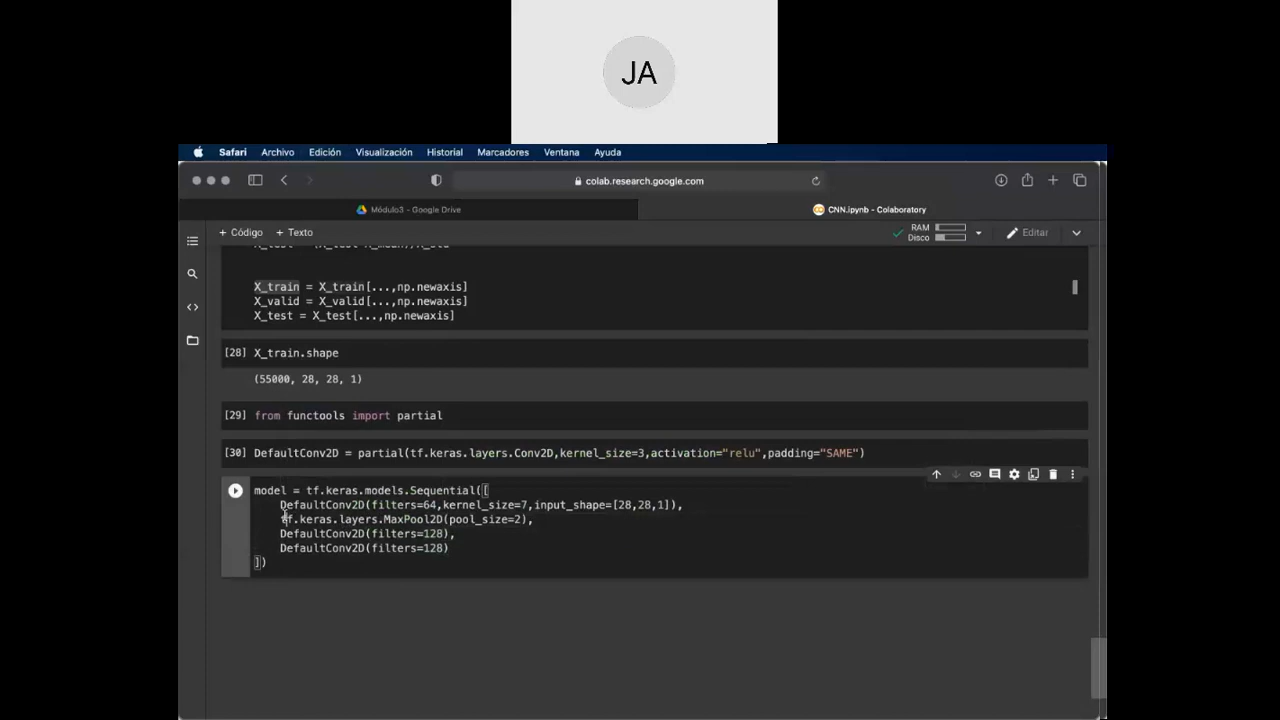 JA
Safari Archivo Edición Visualización Historial Marcadores Ventana Ayuda
colab.research.google.com
Módulo3 - Google Drive
CNN.ipynb - Colaboratory
+ Código + Texto
RAM
Disco
Editar
X_train = X_train[...,np.newaxis]
X_valid = X_valid[...,np.newaxis]
X_test = X_test[...,np.newaxis]
[28] X_train.shape
(55000, 28, 28, 1)
[29] from functools import partial
[30] DefaultConv2D = partial(tf.keras.layers.Conv2D,kernel_size=3,activation="relu",padding="SAME")
model = tf.keras.models.Sequential([
DefaultConv2D(filters=64,kernel_size=7,input_shape=[28,28,1]),
tf.keras.layers.MaxPool2D(pool_size=2),
DefaultConv2D(filters=128),
DefaultConv2D(filters=128)
])